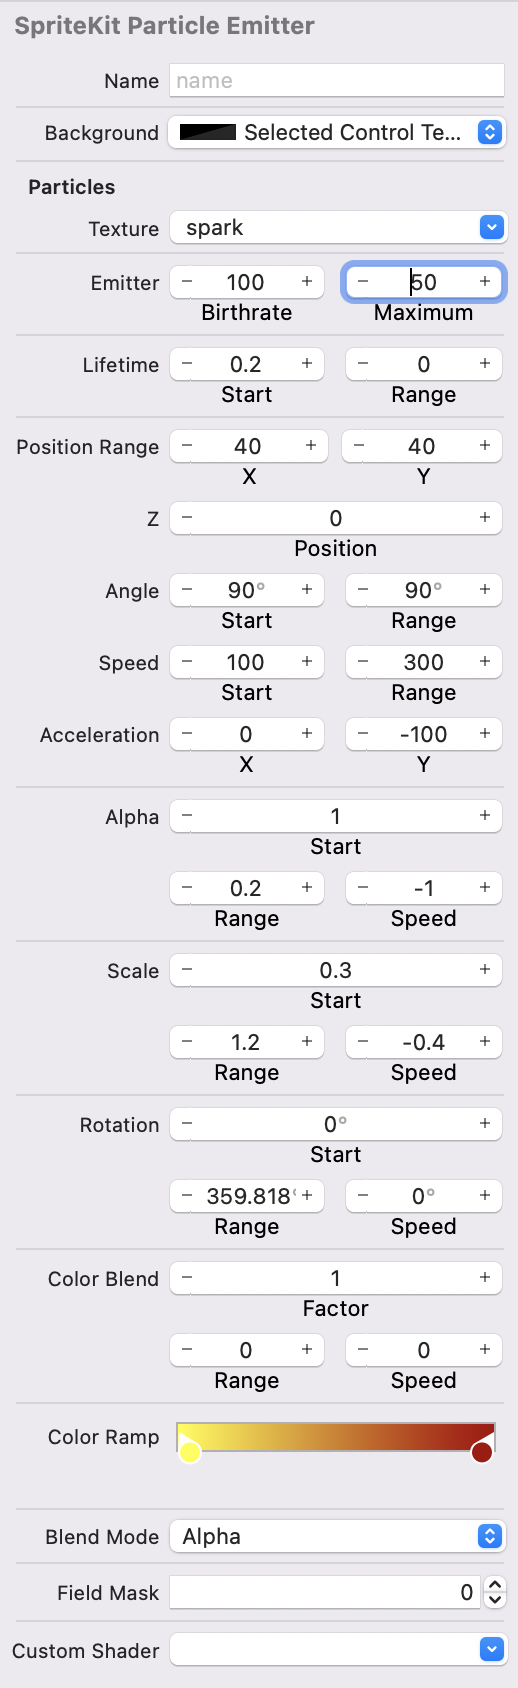 SpriteKit Particle Emitter
Name name
Background Selected Control Te...
Particles
Texture spark
Emitter − 100 + − 50 +
Birthrate Maximum
Lifetime − 0.2 + − 0 +
Start Range
Position Range − 40 + − 40 +
X Y
Z − 0 +
Position
Angle − 90° + − 90° +
Start Range
Speed − 100 + − 300 +
Start Range
Acceleration − 0 + − -100 +
X Y
Alpha − 1 +
Start
− 0.2 + − -1 +
Range Speed
Scale − 0.3 +
Start
− 1.2 + − -0.4 +
Range Speed
Rotation − 0° +
Start
− 359.818° + − 0° +
Range Speed
Color Blend − 1 +
Factor
− 0 + − 0 +
Range Speed
Color Ramp
Blend Mode Alpha
Field Mask 0
Custom Shader